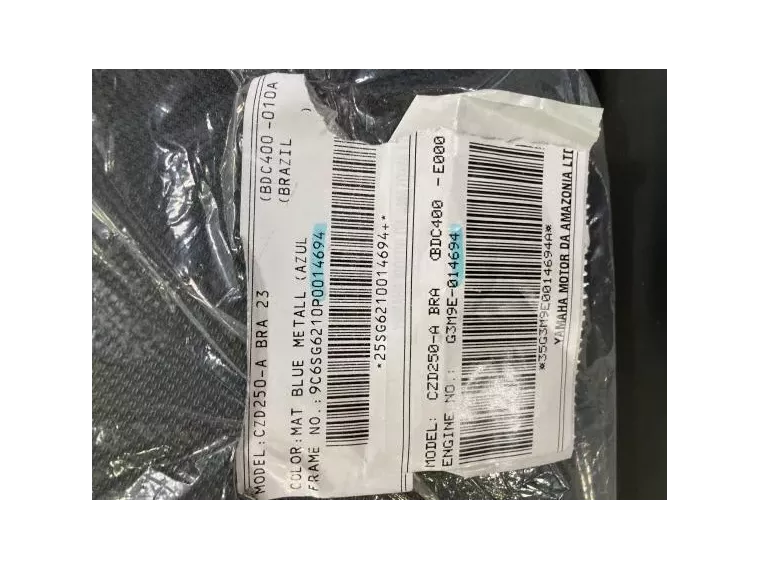 MODEL:CZD250-A BRA 23 (BDC400-010A
COLOR:MAT BLUE METALL (AZUL (BRAZIL )
FRAME NO.:9C6SG6210P0014694
*25SG6210014694+*
MODEL: CZD250-A BRA (BDC400 -E000
ENGINE NO.: G3M9E-014694
*35G3M9E0014694A*
YAMAHA MOTOR DA AMAZONIA LTD